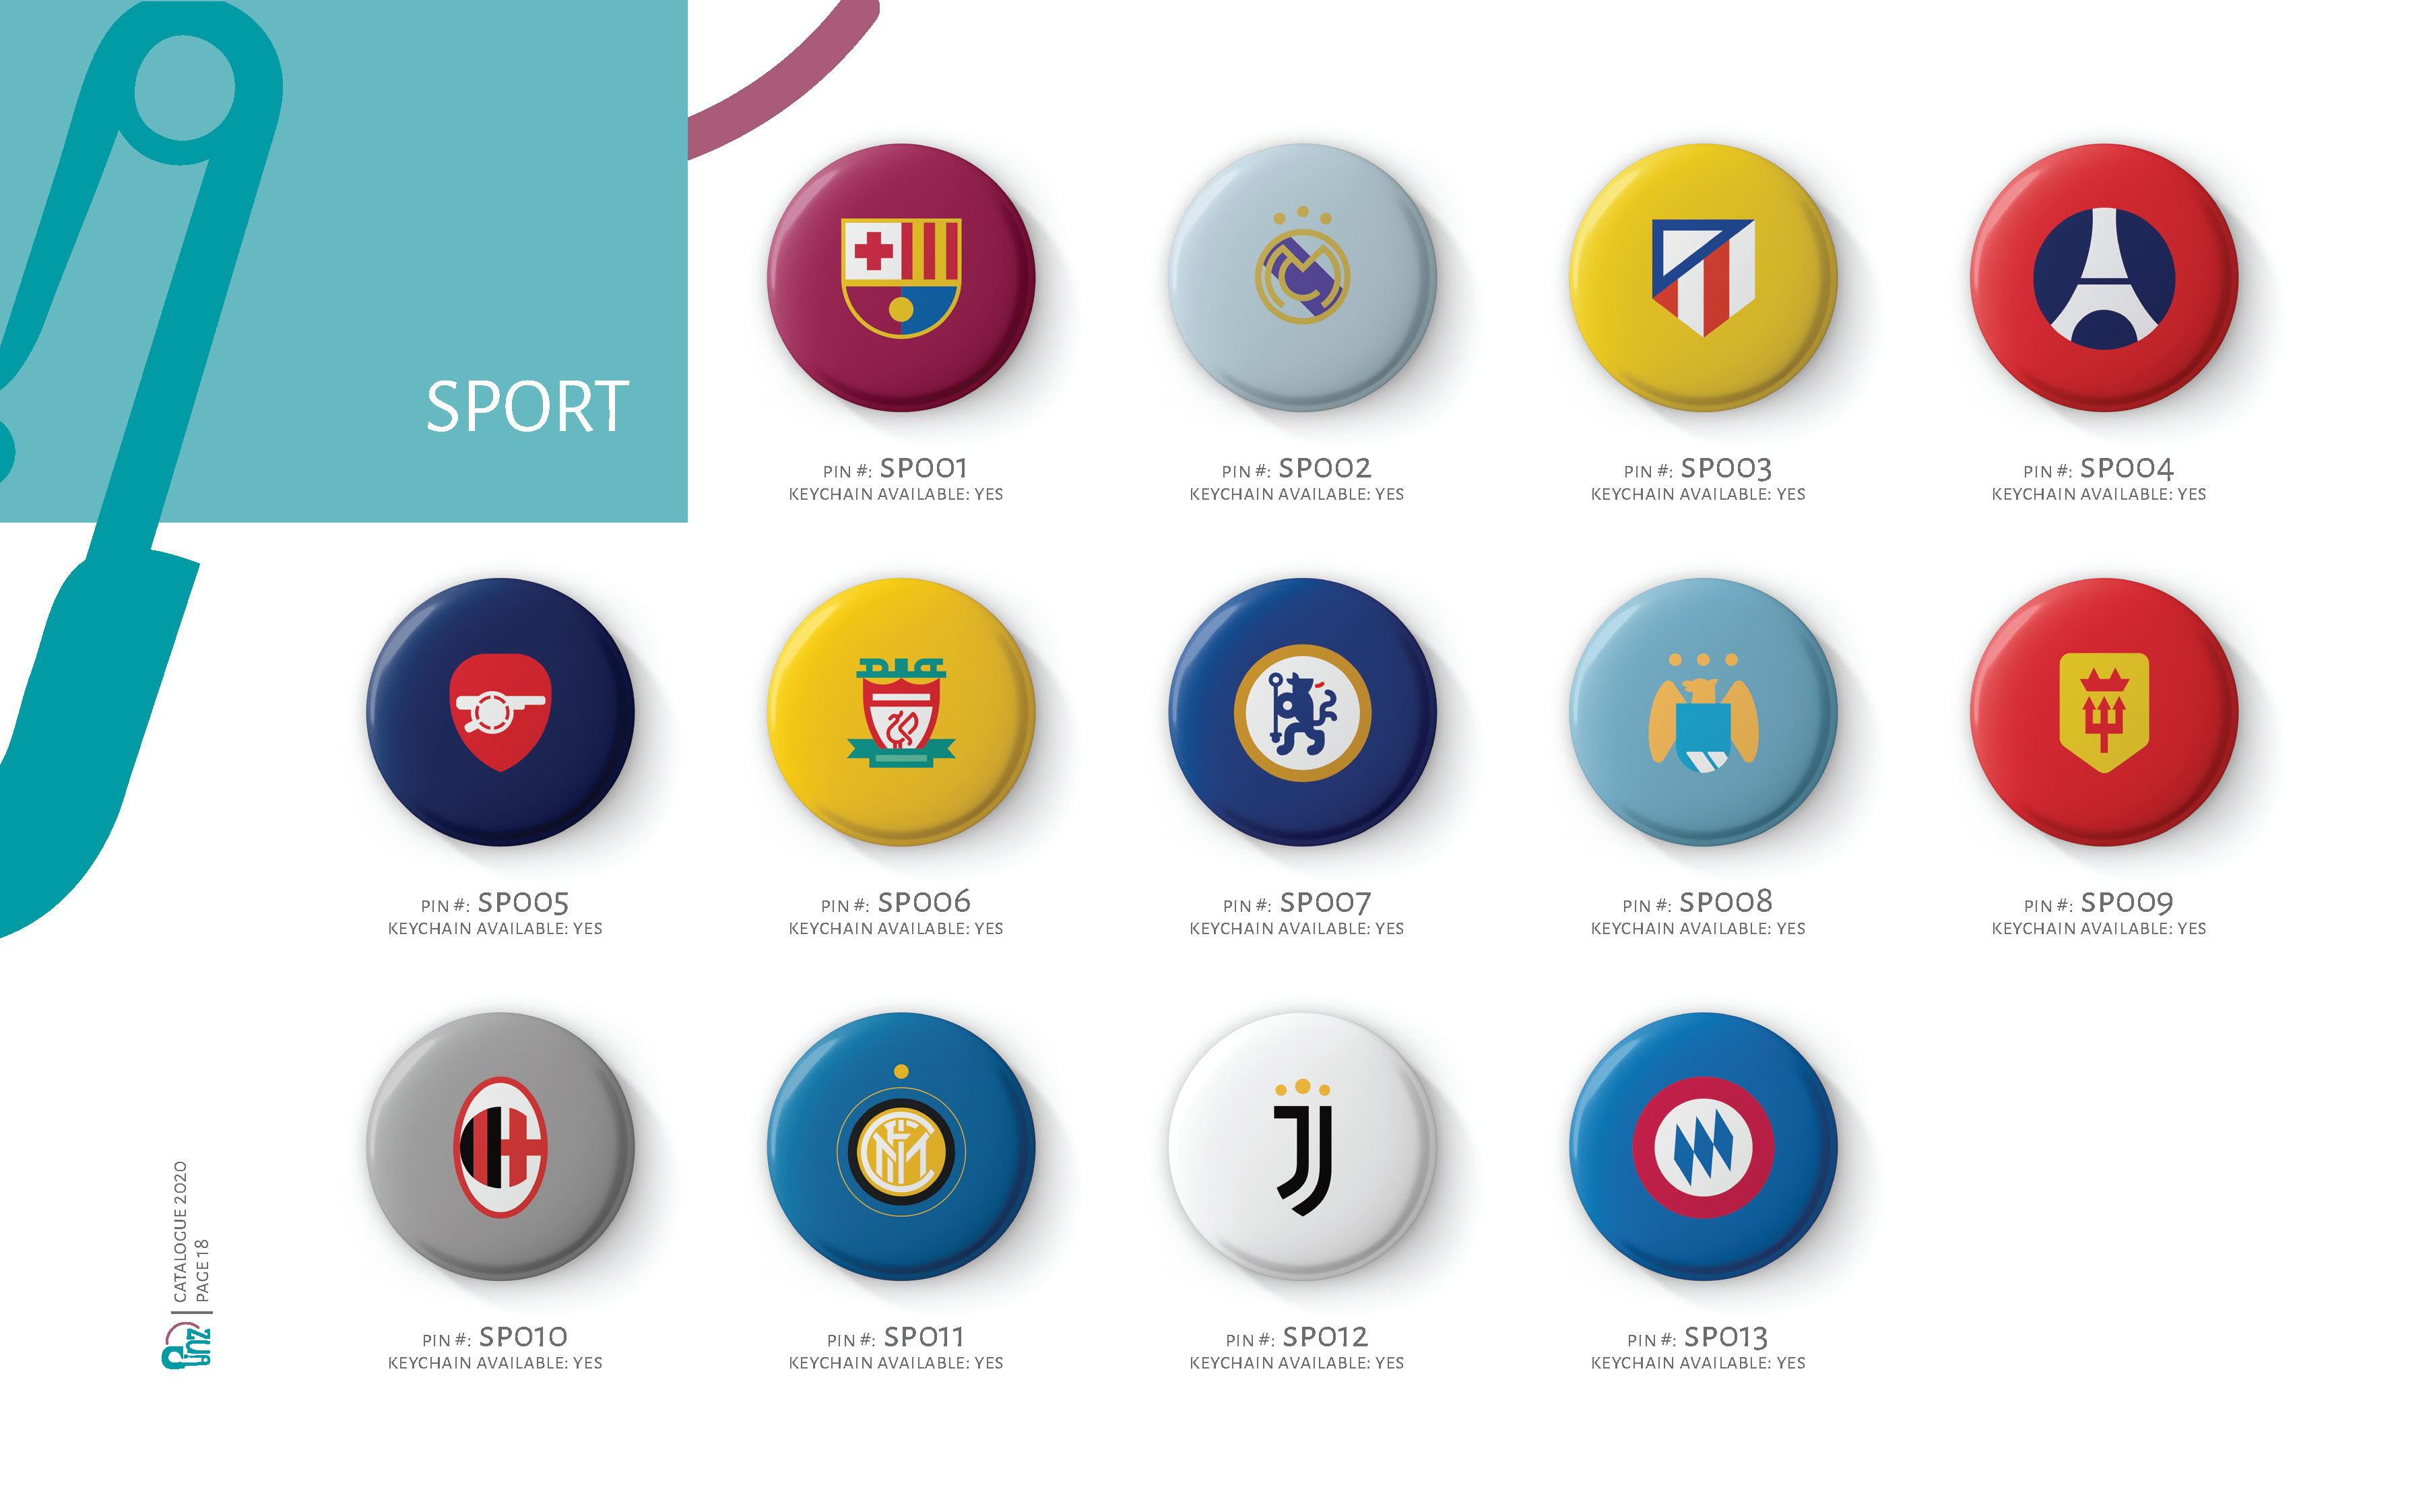 SPORT
PIN #: SP001
KEYCHAIN AVAILABLE: YES
PIN #: SP002
KEYCHAIN AVAILABLE: YES
PIN #: SP003
KEYCHAIN AVAILABLE: YES
PIN #: SP004
KEYCHAIN AVAILABLE: YES
PIN #: SP005
KEYCHAIN AVAILABLE: YES
PIN #: SP006
KEYCHAIN AVAILABLE: YES
PIN #: SP007
KEYCHAIN AVAILABLE: YES
PIN #: SP008
KEYCHAIN AVAILABLE: YES
PIN #: SP009
KEYCHAIN AVAILABLE: YES
PIN #: SP010
KEYCHAIN AVAILABLE: YES
PIN #: SP011
KEYCHAIN AVAILABLE: YES
PIN #: SP012
KEYCHAIN AVAILABLE: YES
PIN #: SP013
KEYCHAIN AVAILABLE: YES
Pinz
CATALOGUE 2020
PAGE 18